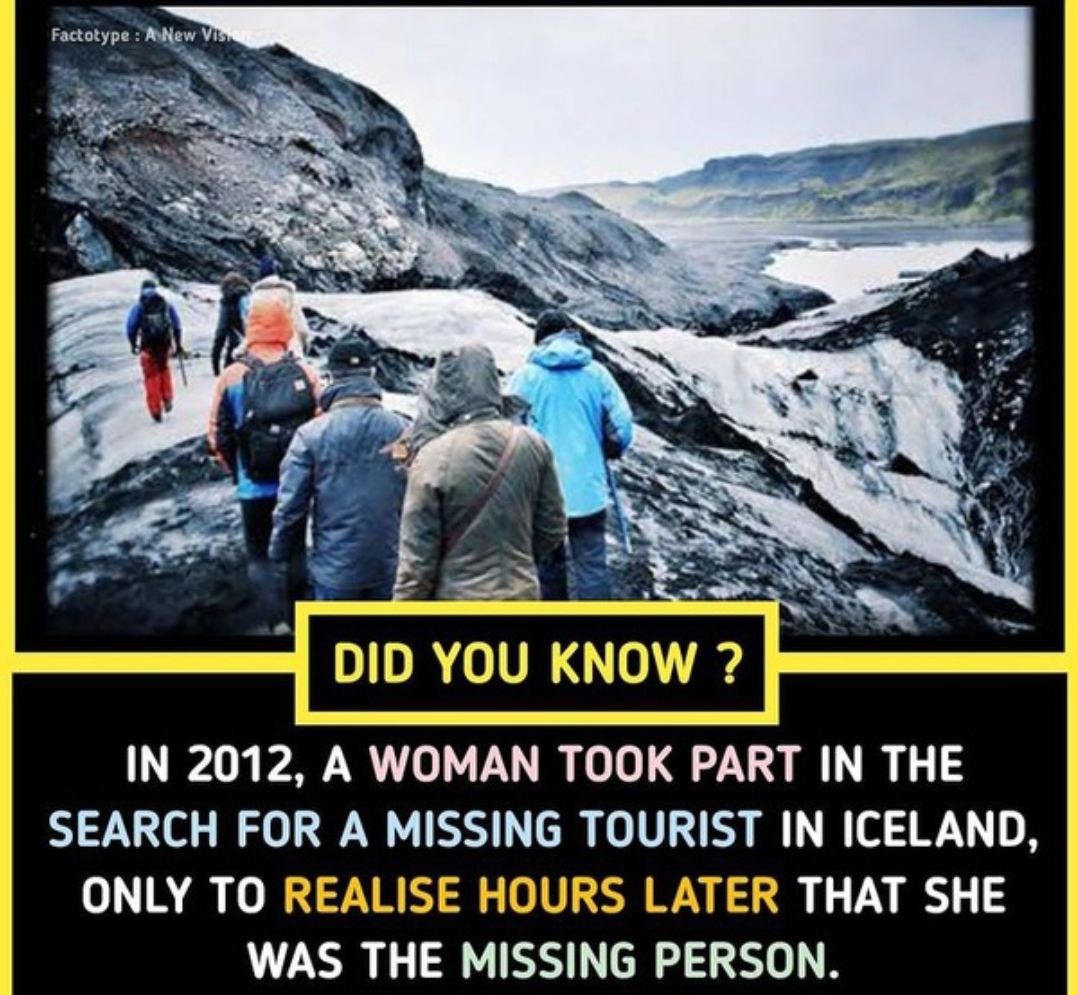 Factotype : A New Vision
DID YOU KNOW ?
IN 2012, A WOMAN TOOK PART IN THE
SEARCH FOR A MISSING TOURIST IN ICELAND,
ONLY TO REALISE HOURS LATER THAT SHE
WAS THE MISSING PERSON.